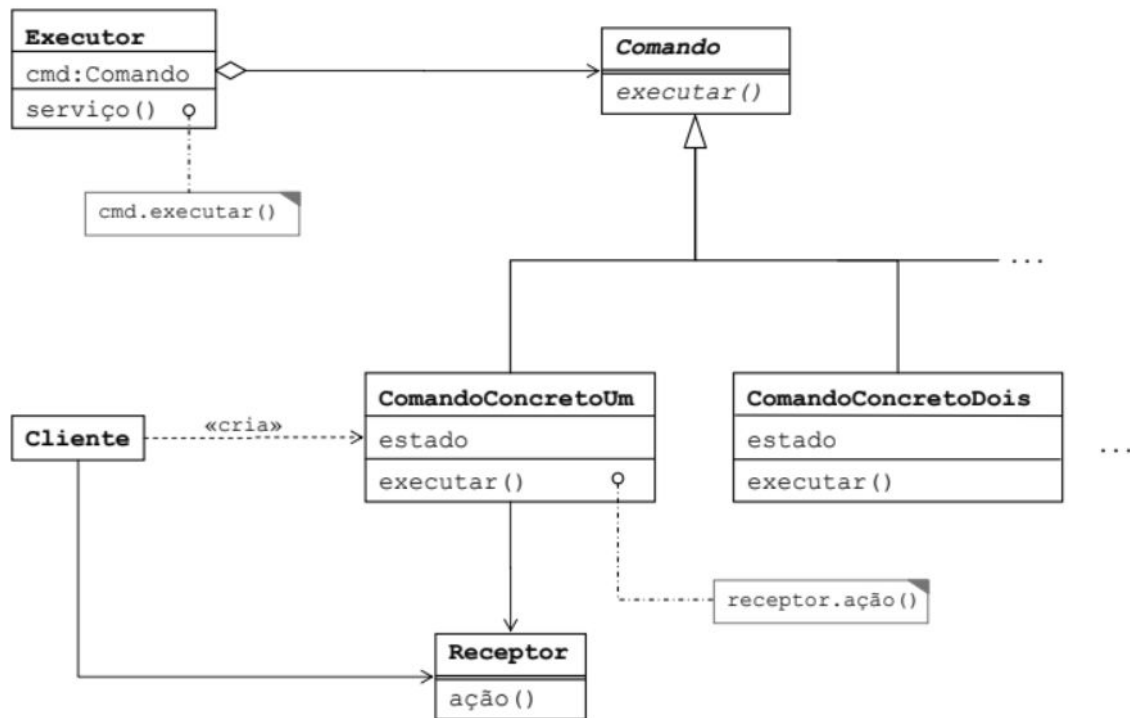 Executor
cmd:Comando
serviço()
cmd.executar()
Comando
executar()
...
ComandoConcretoUm
estado
executar()
ComandoConcretoDois
estado
executar()
...
Cliente
«cria»
receptor.ação()
Receptor
ação()